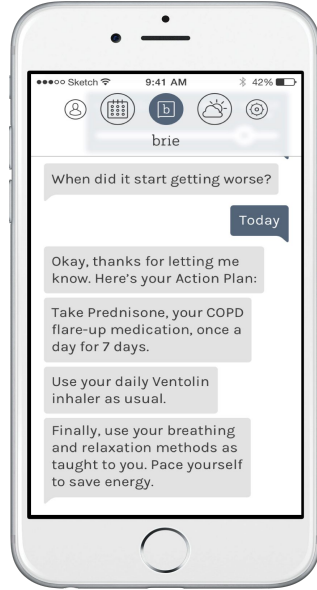 Sketch 9:41 AM 42%
b
brie
When did it start getting worse?
Today
Okay, thanks for letting me
know. Here's your Action Plan:
Take Prednisone, your COPD
flare-up medication, once a
day for 7 days.
Use your daily Ventolin
inhaler as usual.
Finally, use your breathing
and relaxation methods as
taught to you. Pace yourself
to save energy.